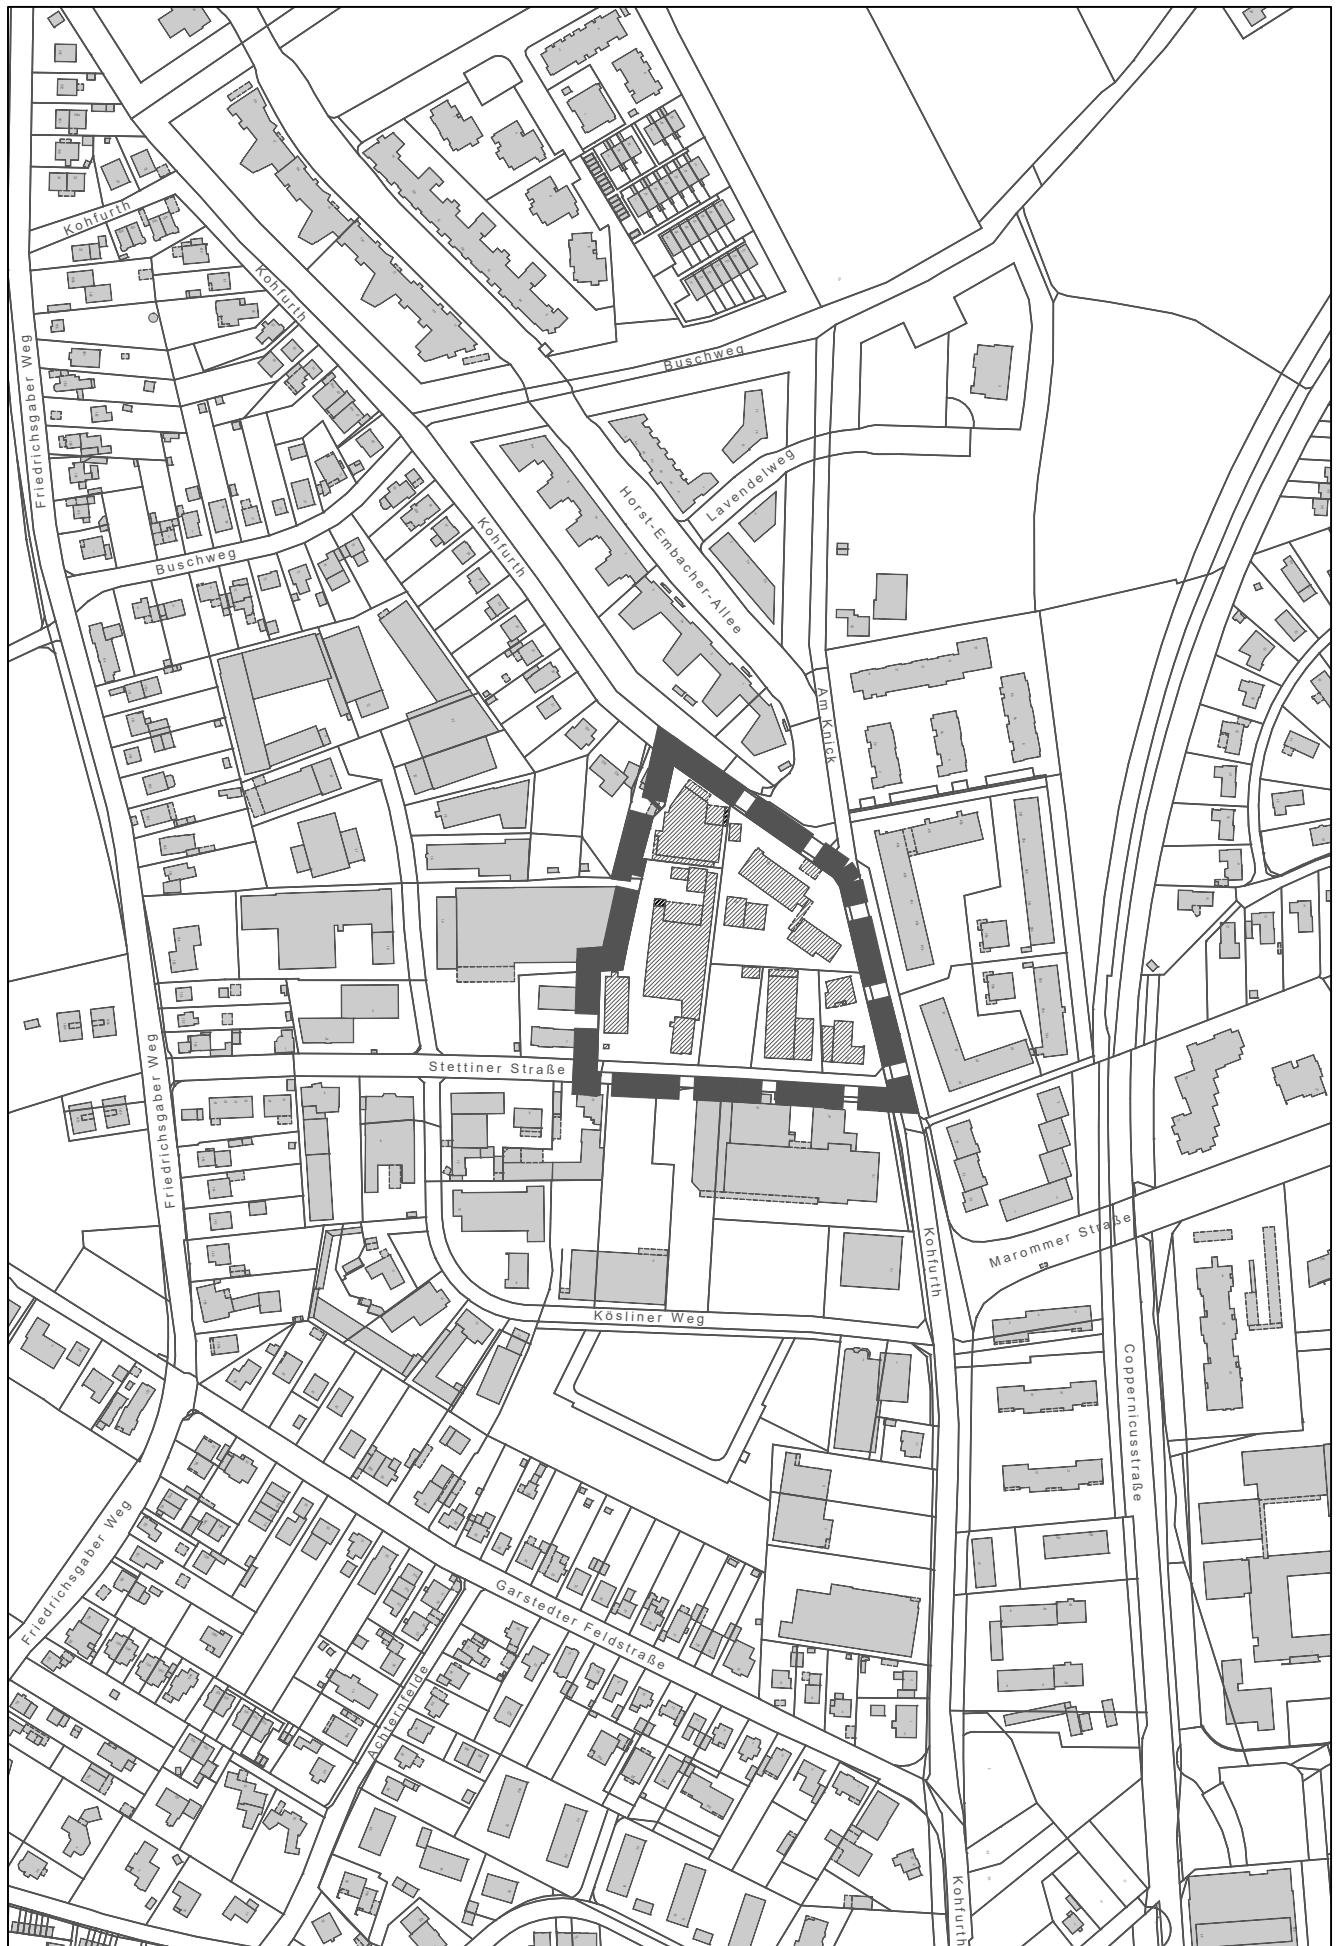 Kohfurth
Kohfurth
Friedrichsgaber Weg
Buschweg
Lavendelweg
Horst-Embacher-Allee
Kohfurth
Buschweg
Am Knick
Stettiner Straße
Friedrichsgaber Weg
Marommer Straße
Kohfurth
Kösliner Weg
Coppernicusstraße
Friedrichsgaber Weg
Garstedter Feldstraße
Achternfelde
Kohfurth